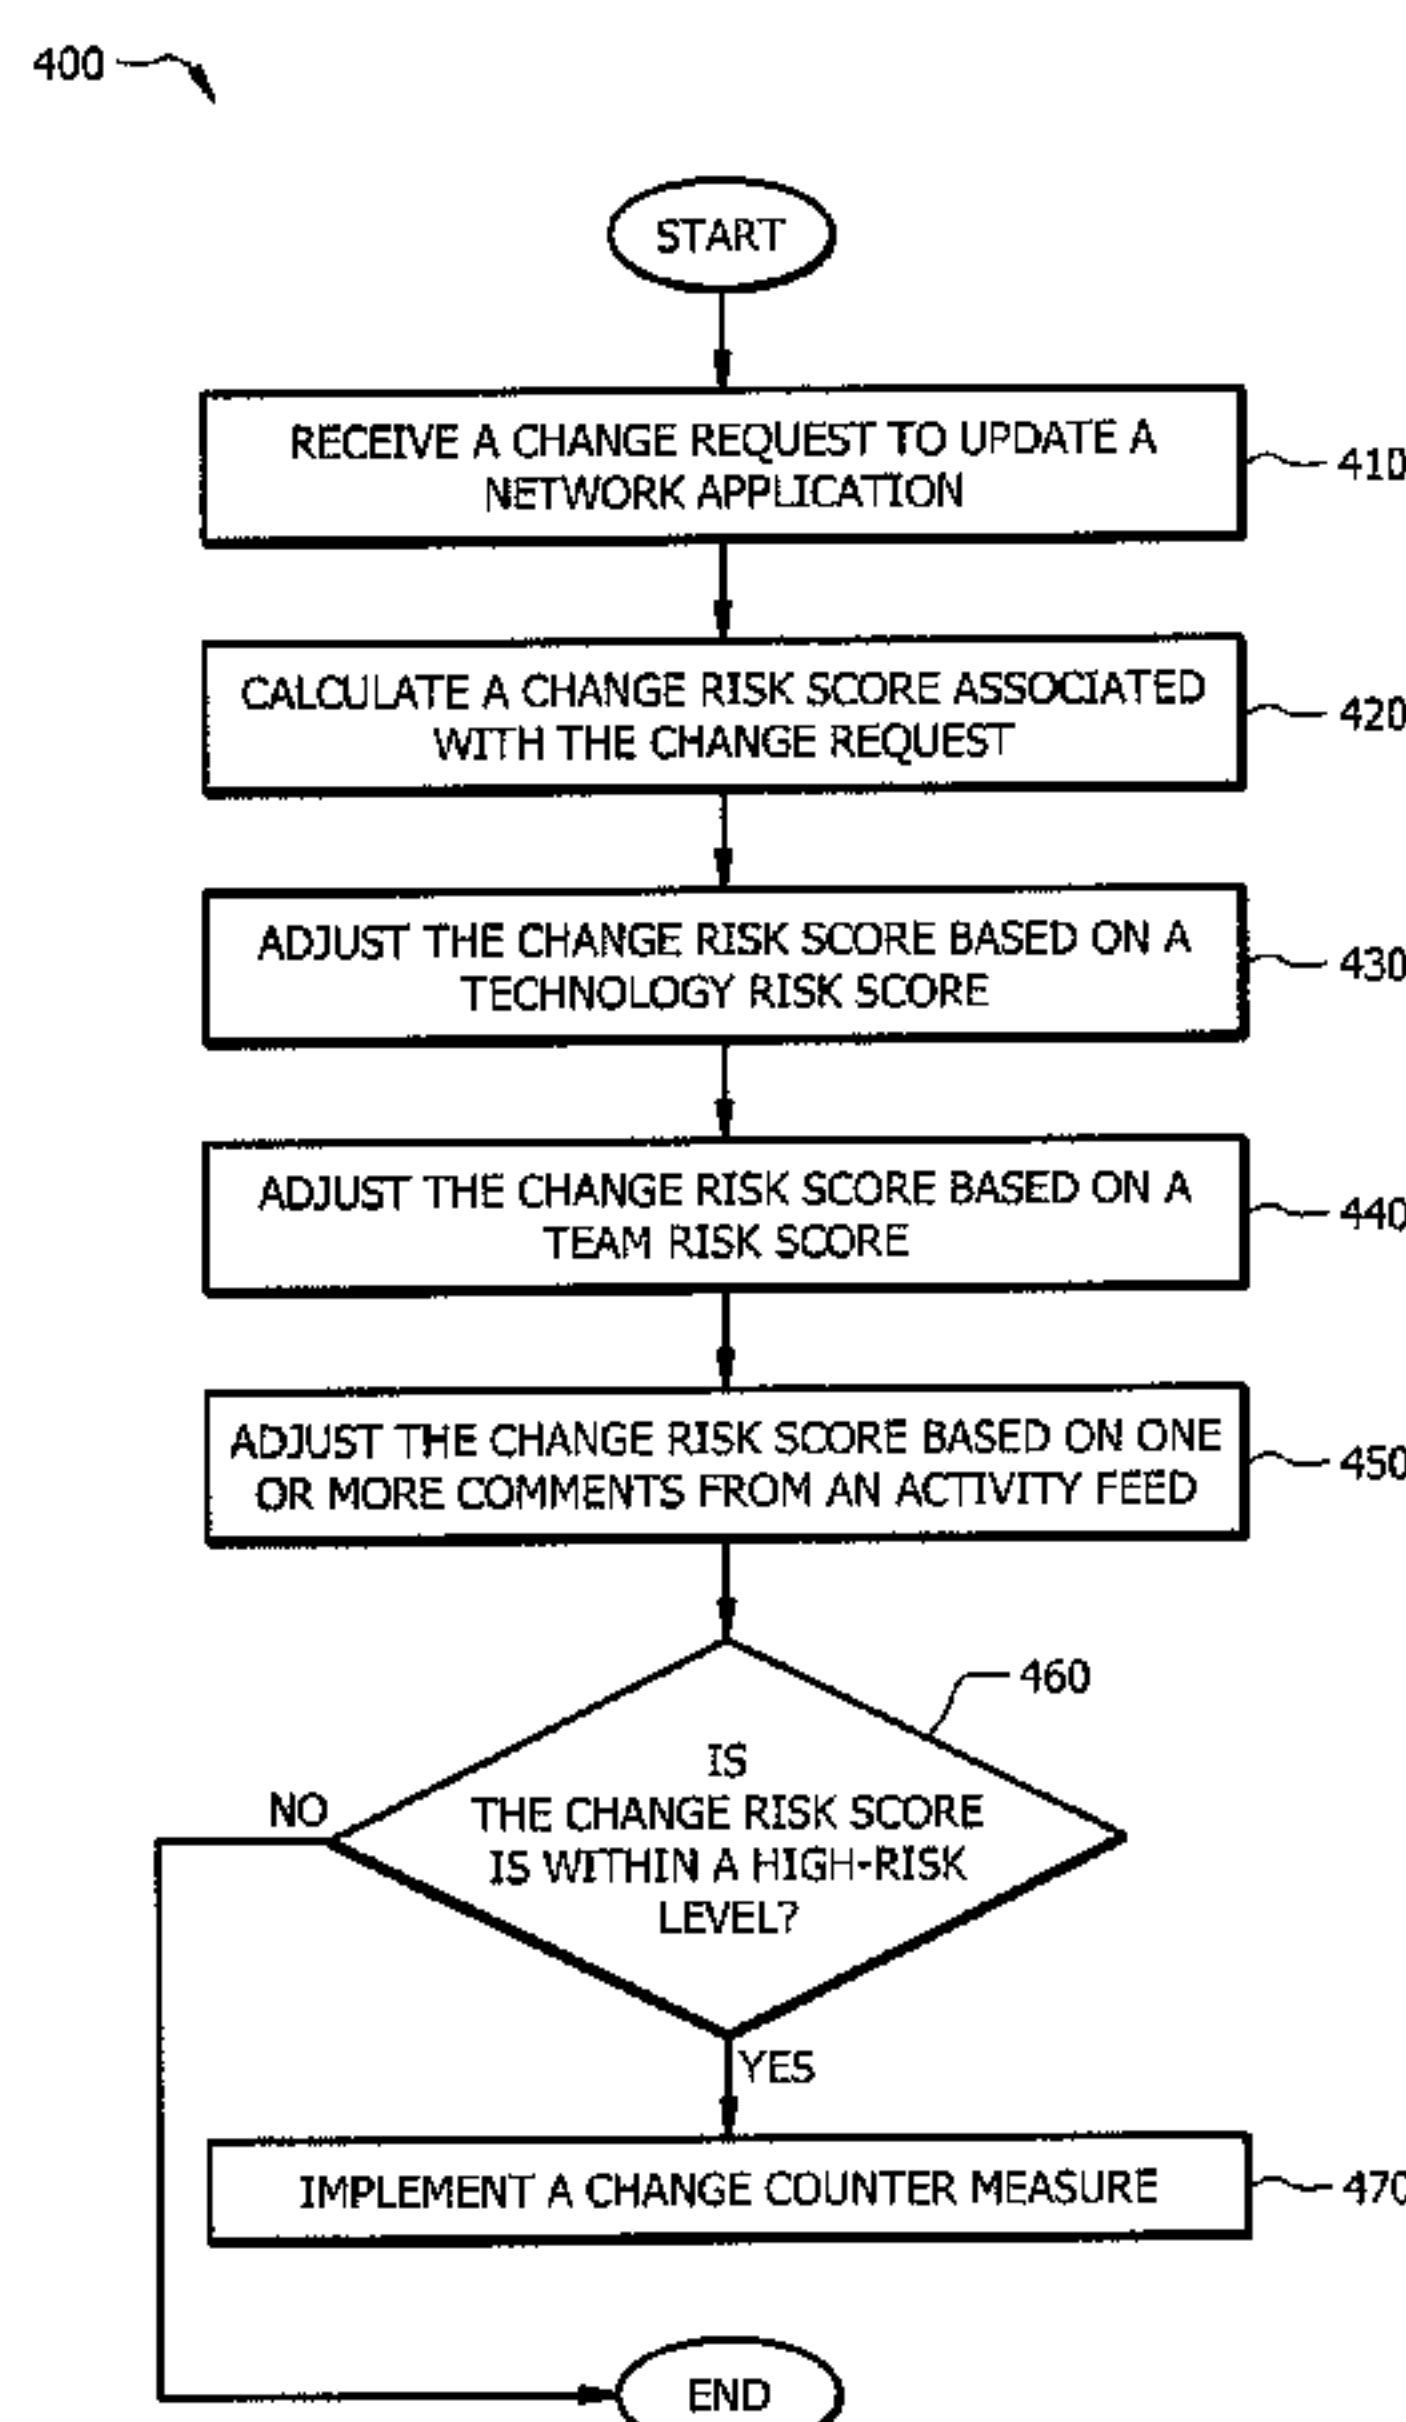 400
START
RECEIVE A CHANGE REQUEST TO UPDATE A
NETWORK APPLICATION
410
CALCULATE A CHANGE RISK SCORE ASSOCIATED
WITH THE CHANGE REQUEST
420
ADJUST THE CHANGE RISK SCORE BASED ON A
TECHNOLOGY RISK SCORE
430
ADJUST THE CHANGE RISK SCORE BASED ON A
TEAM RISK SCORE
440
ADJUST THE CHANGE RISK SCORE BASED ON ONE
OR MORE COMMENTS FROM AN ACTIVITY FEED
450
460
IS
THE CHANGE RISK SCORE
IS WITHIN A HIGH-RISK
LEVEL?
NO
YES
IMPLEMENT A CHANGE COUNTER MEASURE
470
END